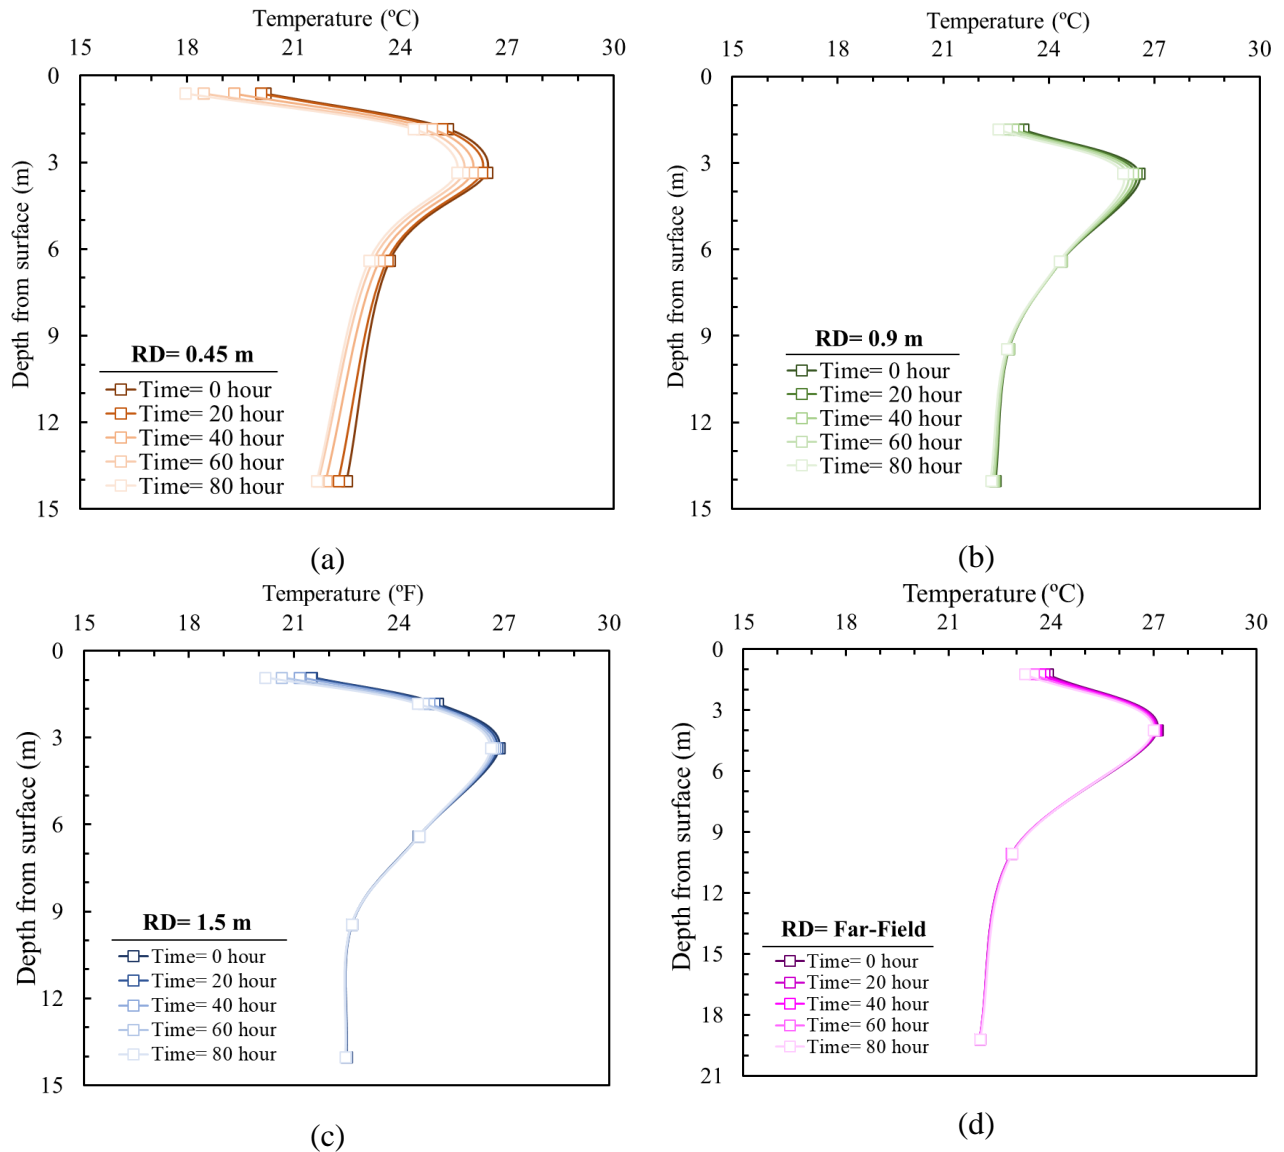 Temperature (ºC)
15 18 21 24 27 30
0
3
6
9
12
15
Depth from surface (m)
RD= 0.45 m
Time= 0 hour
Time= 20 hour
Time= 40 hour
Time= 60 hour
Time= 80 hour
(a)
Temperature (ºC)
15 21 24 27 30
0
3
6
9
12
15
Depth from surface (m)
RD= 0.9 m
Time= 0 hour
Time= 20 hour
Time= 40 hour
Time= 60 hour
Time= 80 hour
(b)
Temperature (ºF)
15 18 21 24 27 30
0
3
6
9
12
15
Depth from surface (m)
RD= 1.5 m
Time= 0 hour
Time= 20 hour
Time= 40 hour
Time= 60 hour
Time= 80 hour
(c)
Temperature (ºC)
15 18 21 24 27 30
0
3
6
9
12
15
18
21
Depth from surface (m)
RD= Far-Field
Time= 0 hour
Time= 20 hour
Time= 40 hour
Time= 60 hour
Time= 80 hour
(d)